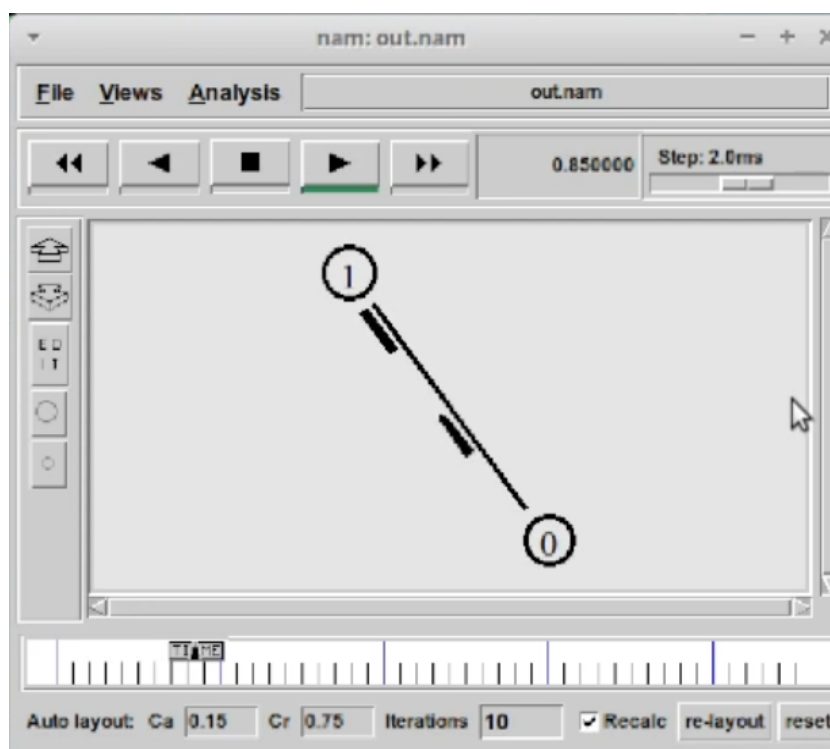 nam: out.nam
File Views Analysis out.nam
0.850000 Step: 2.0ms
1
E D
I T
0
TIME
Auto layout: Ca 0.15 Cr 0.75 Iterations 10 Recalc re-layout reset